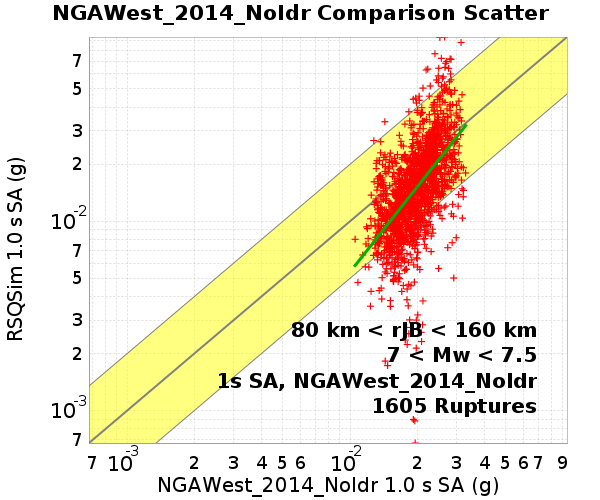 NGAWest_2014_NoIdr Comparison Scatter
RSQSim 1.0 s SA (g)
7
5
3
2
10-2
7
5
3
2
10-3
7
80 km < rJB < 160 km
7 < Mw < 7.5
1s SA, NGAWest_2014_NoIdr
1605 Ruptures
7 10-3 2 3 4 5 6 10-2 2 3 4 5 6 7 9
NGAWest_2014_NoIdr 1.0 s SA (g)